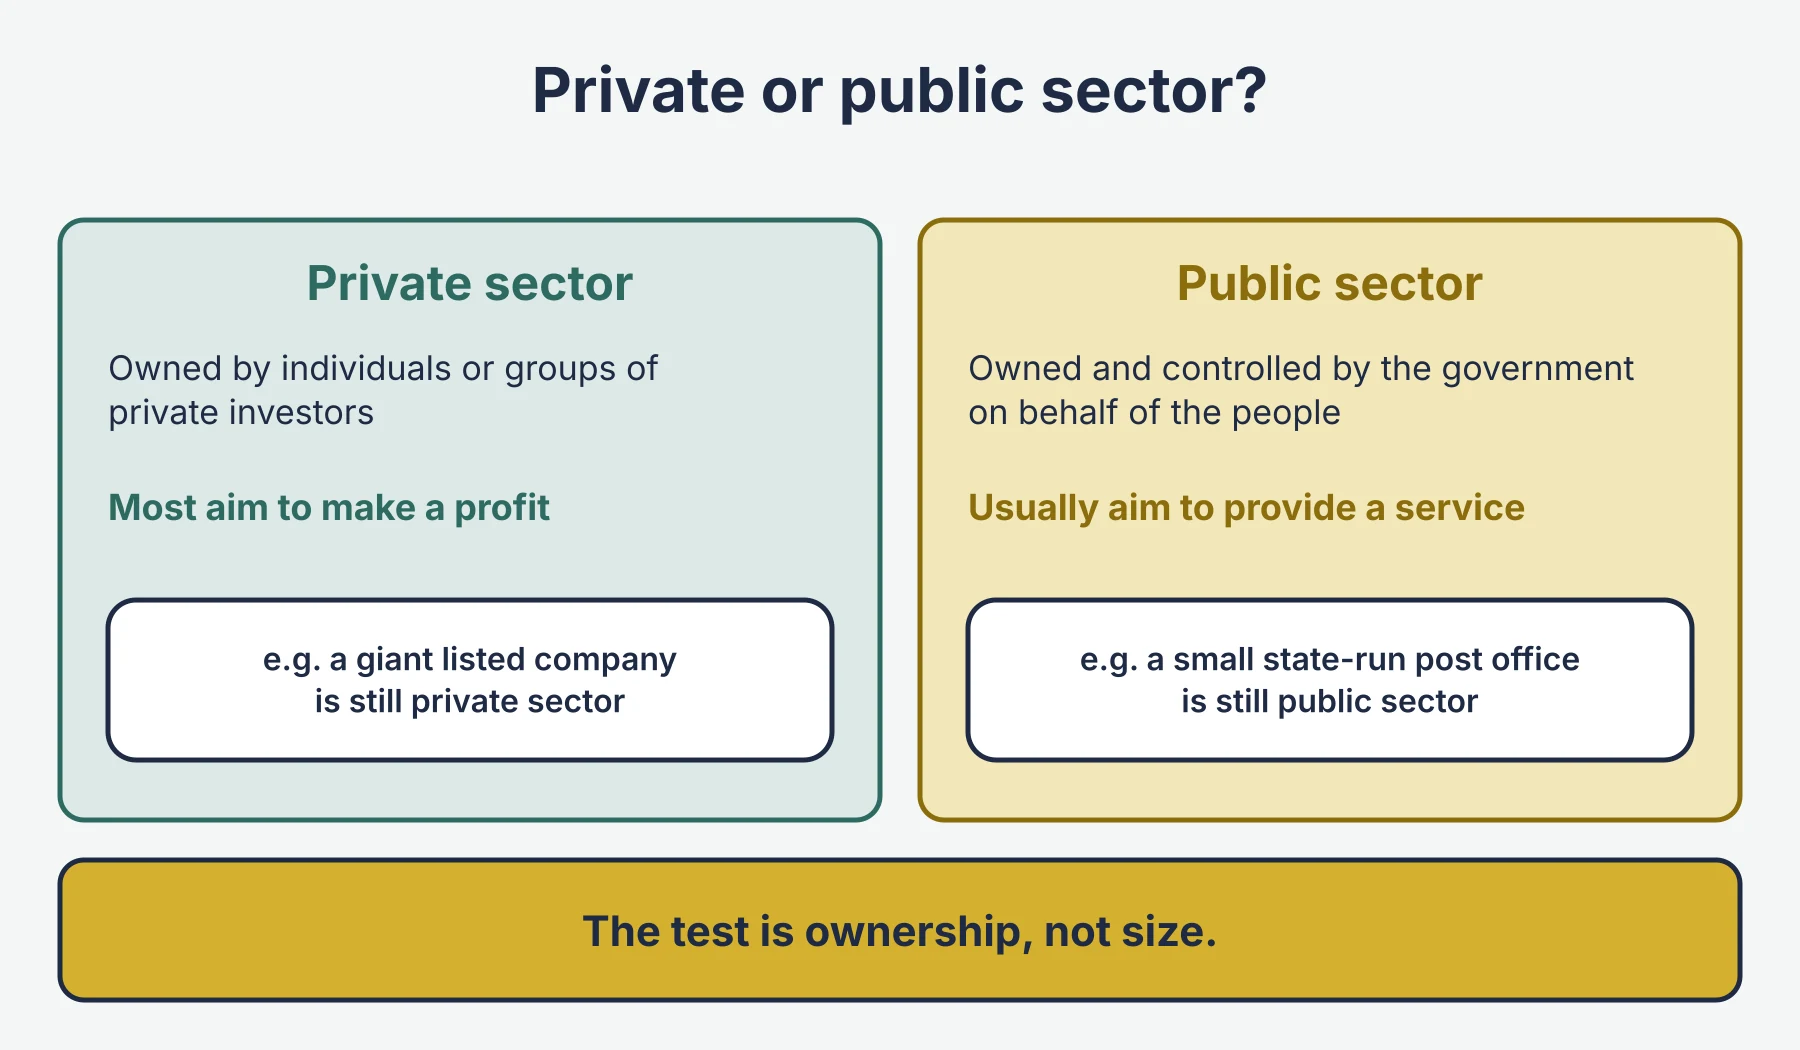 Private or public sector?
Private sector
Owned by individuals or groups of
private investors
Most aim to make a profit
e.g. a giant listed company
is still private sector
Public sector
Owned and controlled by the government
on behalf of the people
Usually aim to provide a service
e.g. a small state-run post office
is still public sector
The test is ownership, not size.